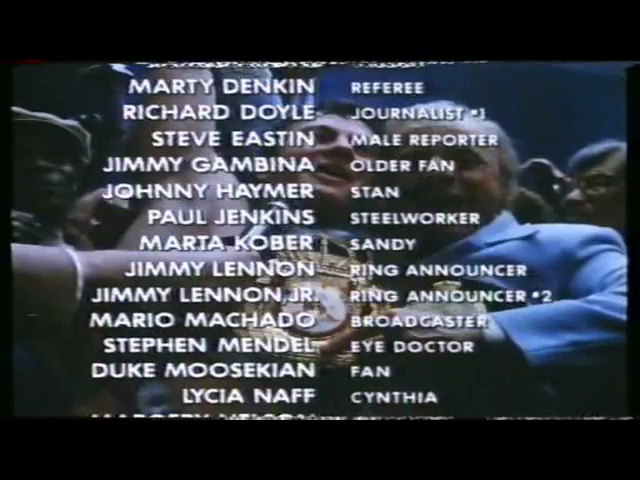 MARTY DENKIN REFEREE
RICHARD DOYLE JOURNALIST #1
STEVE EASTIN MALE REPORTER
JIMMY GAMBINA OLDER FAN
JOHNNY HAYMER STAN
PAUL JENKINS STEELWORKER
MARTA KOBER SANDY
JIMMY LENNON RING ANNOUNCER
JIMMY LENNON, JR. RING ANNOUNCER #2
MARIO MACHADO BROADCASTER
STEPHEN MENDEL EYE DOCTOR
DUKE MOOSEKIAN FAN
LYCIA NAFF CYNTHIA